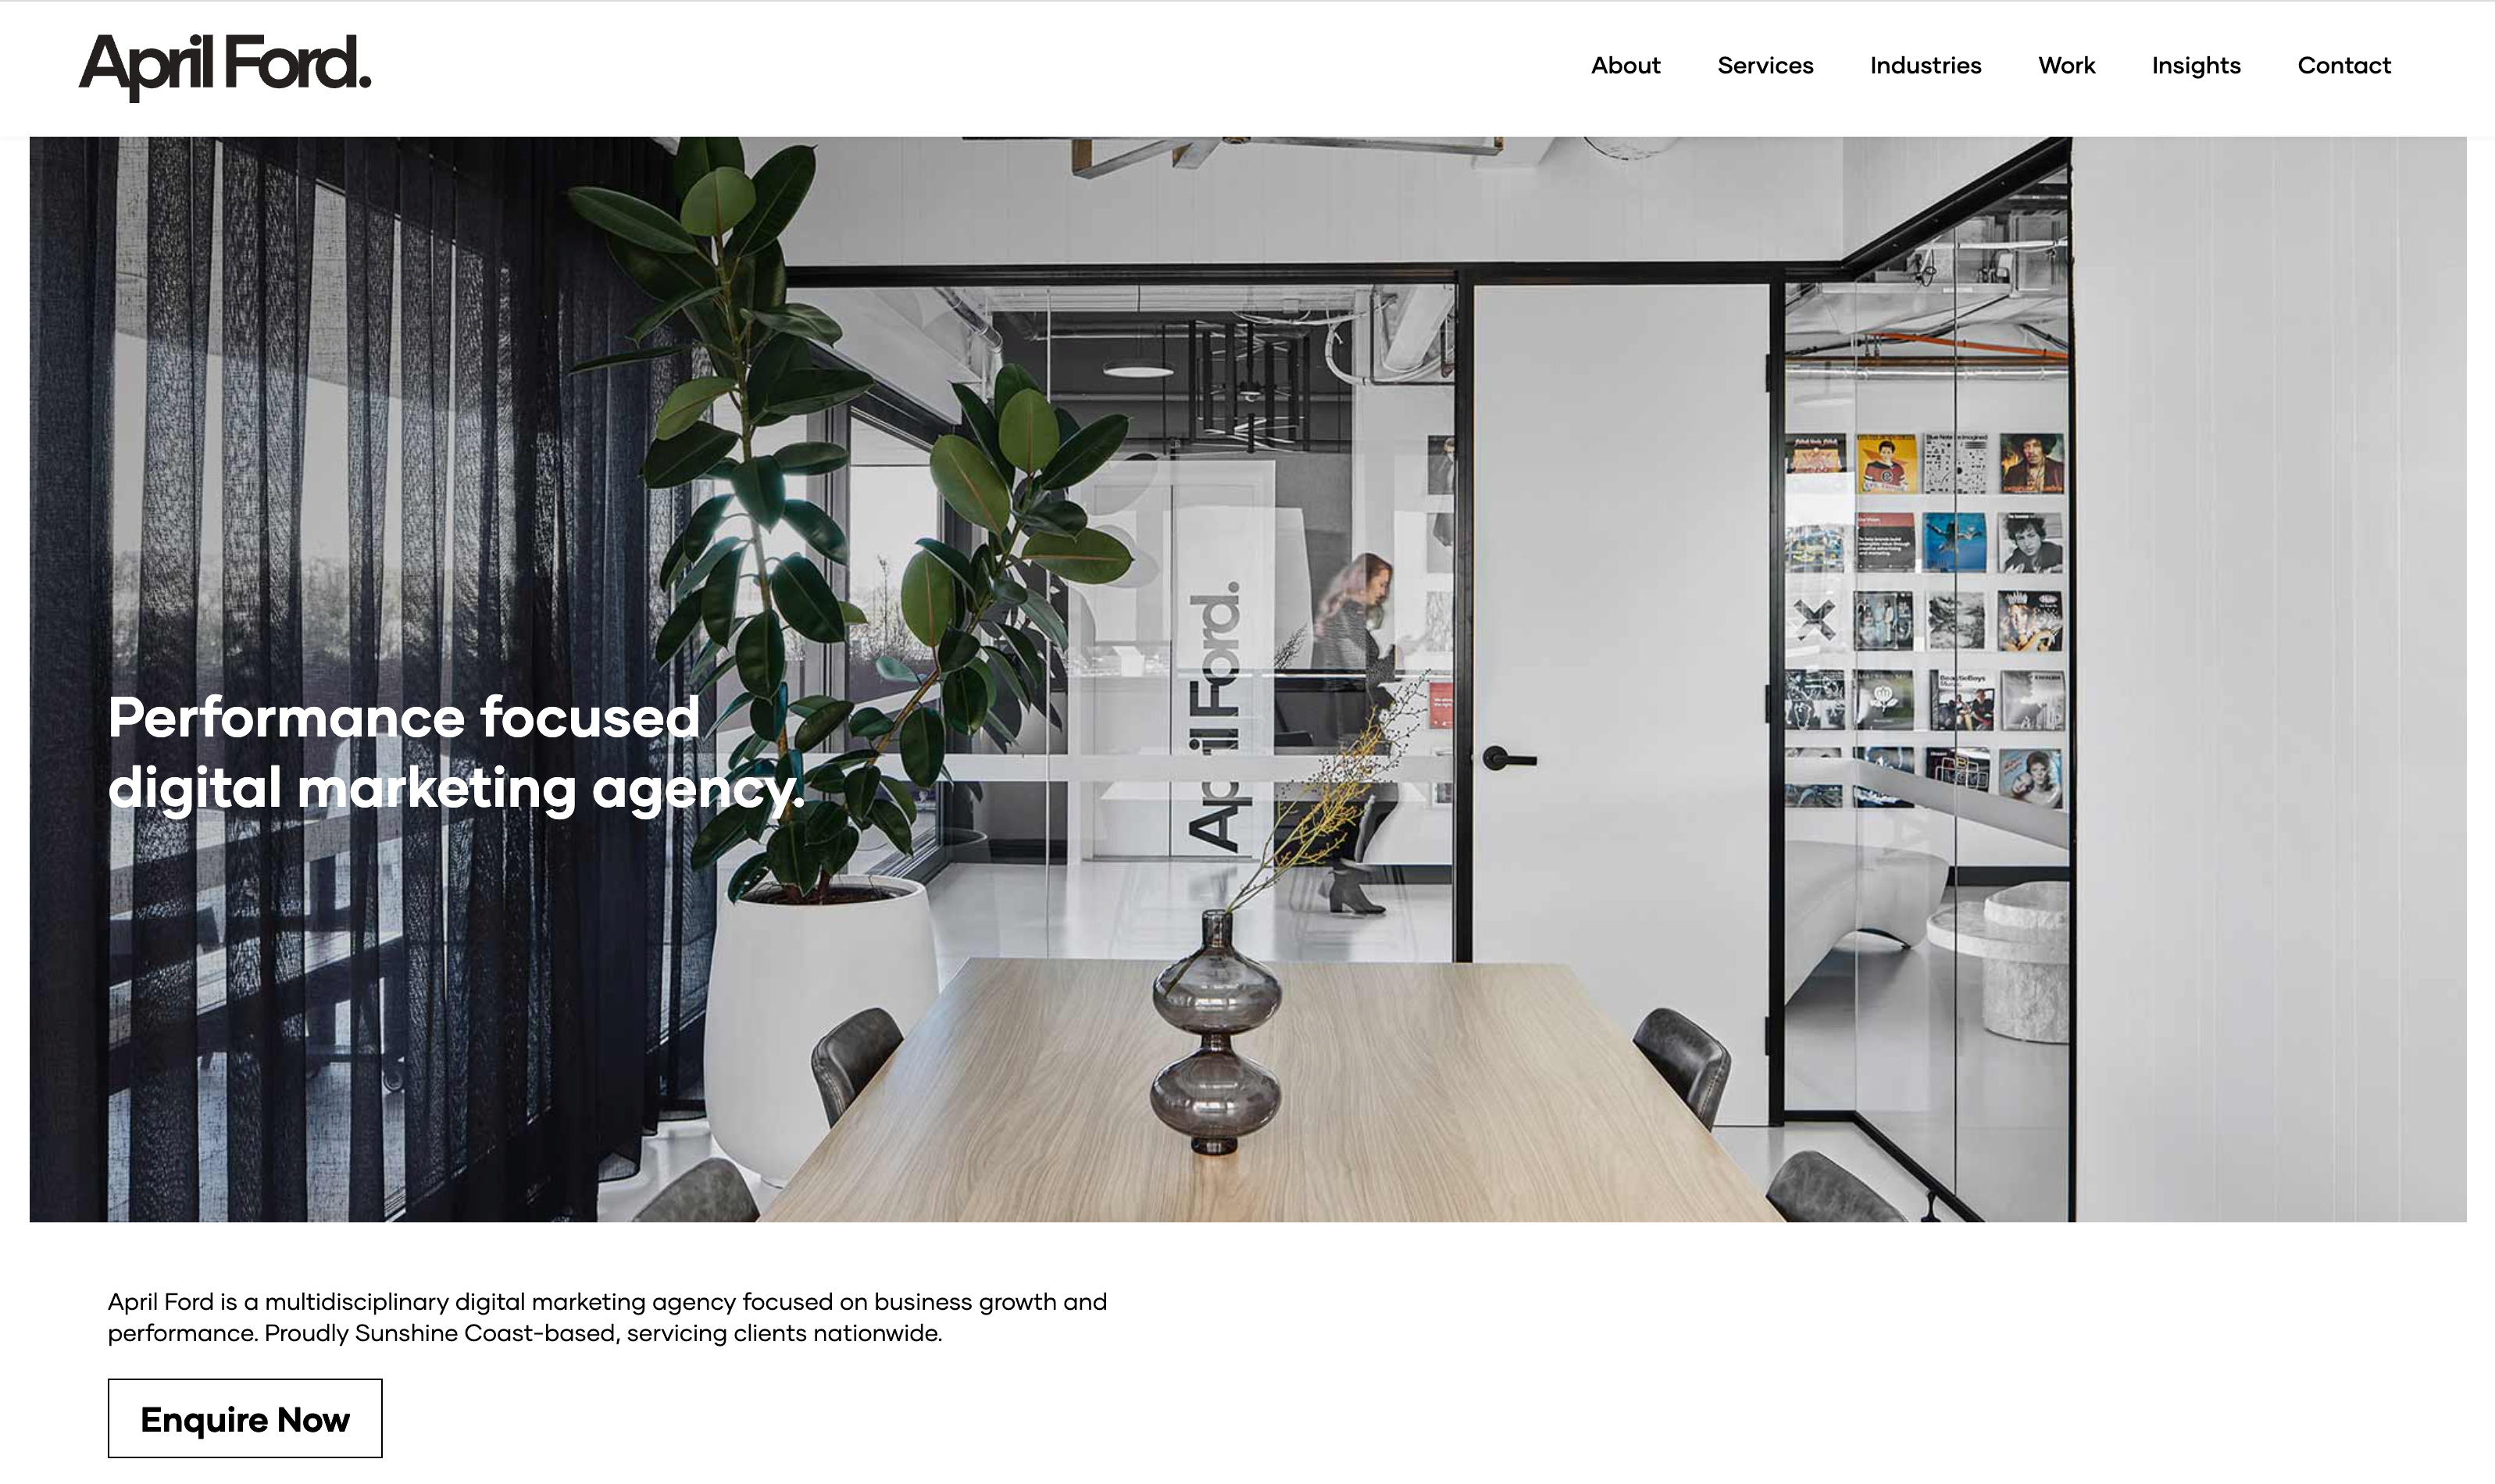 April Ford.
About Services Industries Work Insights Contact
April Ford.
Performance focused
digital marketing agency.
April Ford is a multidisciplinary digital marketing agency focused on business growth and
performance. Proudly Sunshine Coast-based, servicing clients nationwide.
Enquire Now